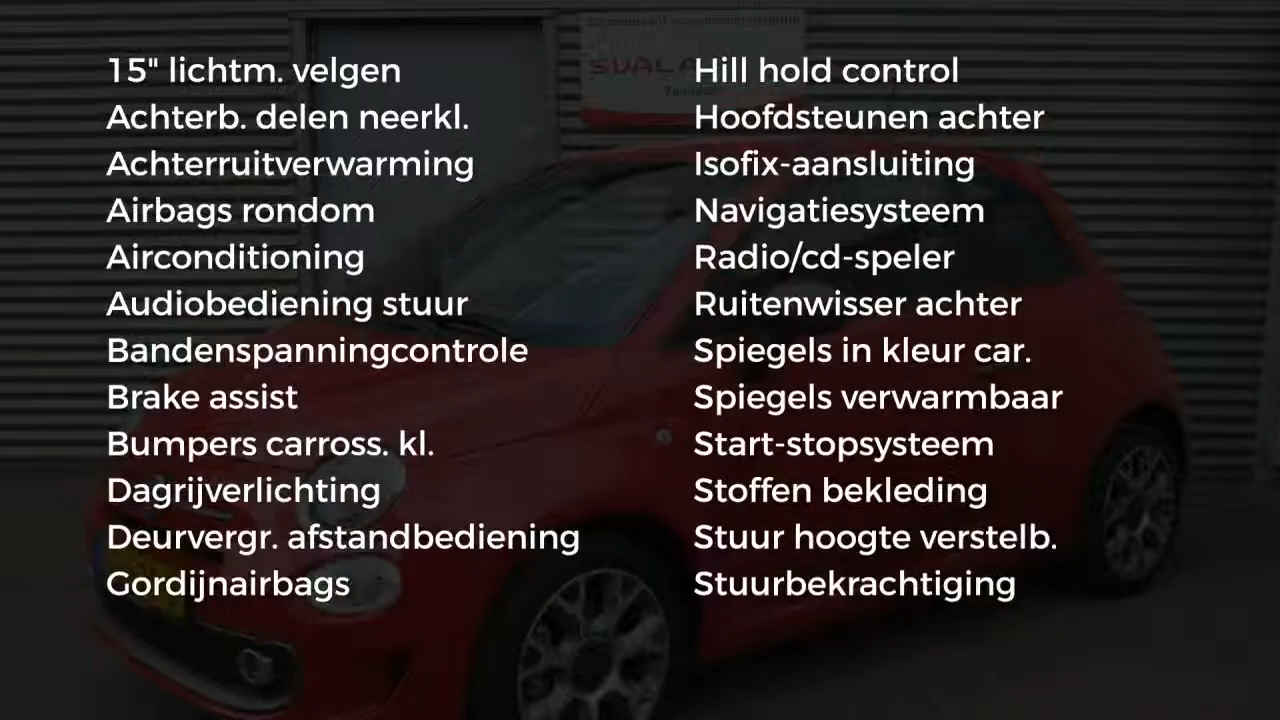 15" lichtm. velgen
Achterb. delen neerkl.
Achterruitverwarming
Airbags rondom
Airconditioning
Audiobediening stuur
Bandenspanningcontrole
Brake assist
Bumpers carross. kl.
Dagrijverlichting
Deurvergr. afstandbediening
Gordijnairbags
Hill hold control
Hoofdsteunen achter
Isofix-aansluiting
Navigatiesysteem
Radio/cd-speler
Ruitenwisser achter
Spiegels in kleur car.
Spiegels verwarmbaar
Start-stopsysteem
Stoffen bekleding
Stuur hoogte verstelb.
Stuurbekrachtiging